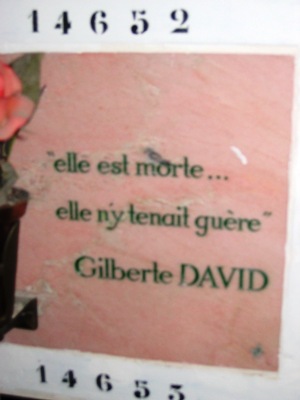 14652
"elle est morte...
elle n'y tenait guère"
Gilberte DAVID
14653